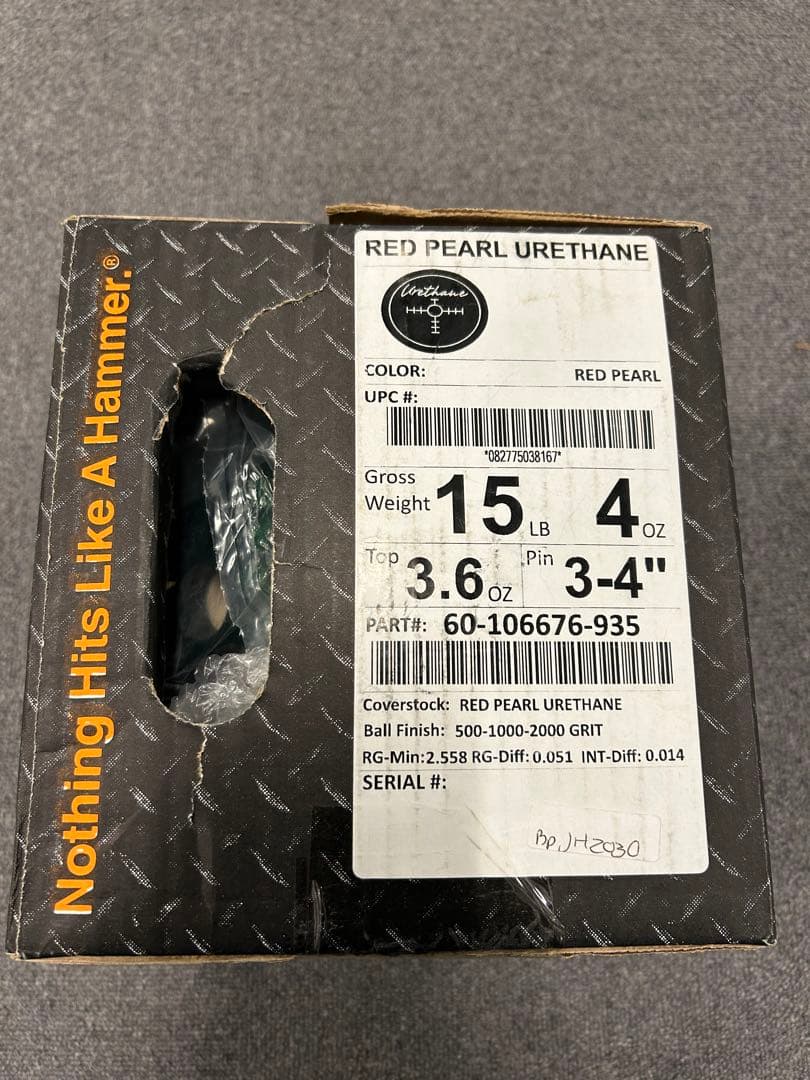 Nothing Hits Like A Hammer.®
RED PEARL URETHANE
Urethane
COLOR: RED PEARL
UPC #:
*082775038167*
Gross Weight 15 LB 4 OZ
Top 3.6 OZ Pin 3-4"
PART#: 60-106676-935
Coverstock: RED PEARL URETHANE
Ball Finish: 500-1000-2000 GRIT
RG-Min:2.558 RG-Diff: 0.051 INT-Diff: 0.014
SERIAL #: